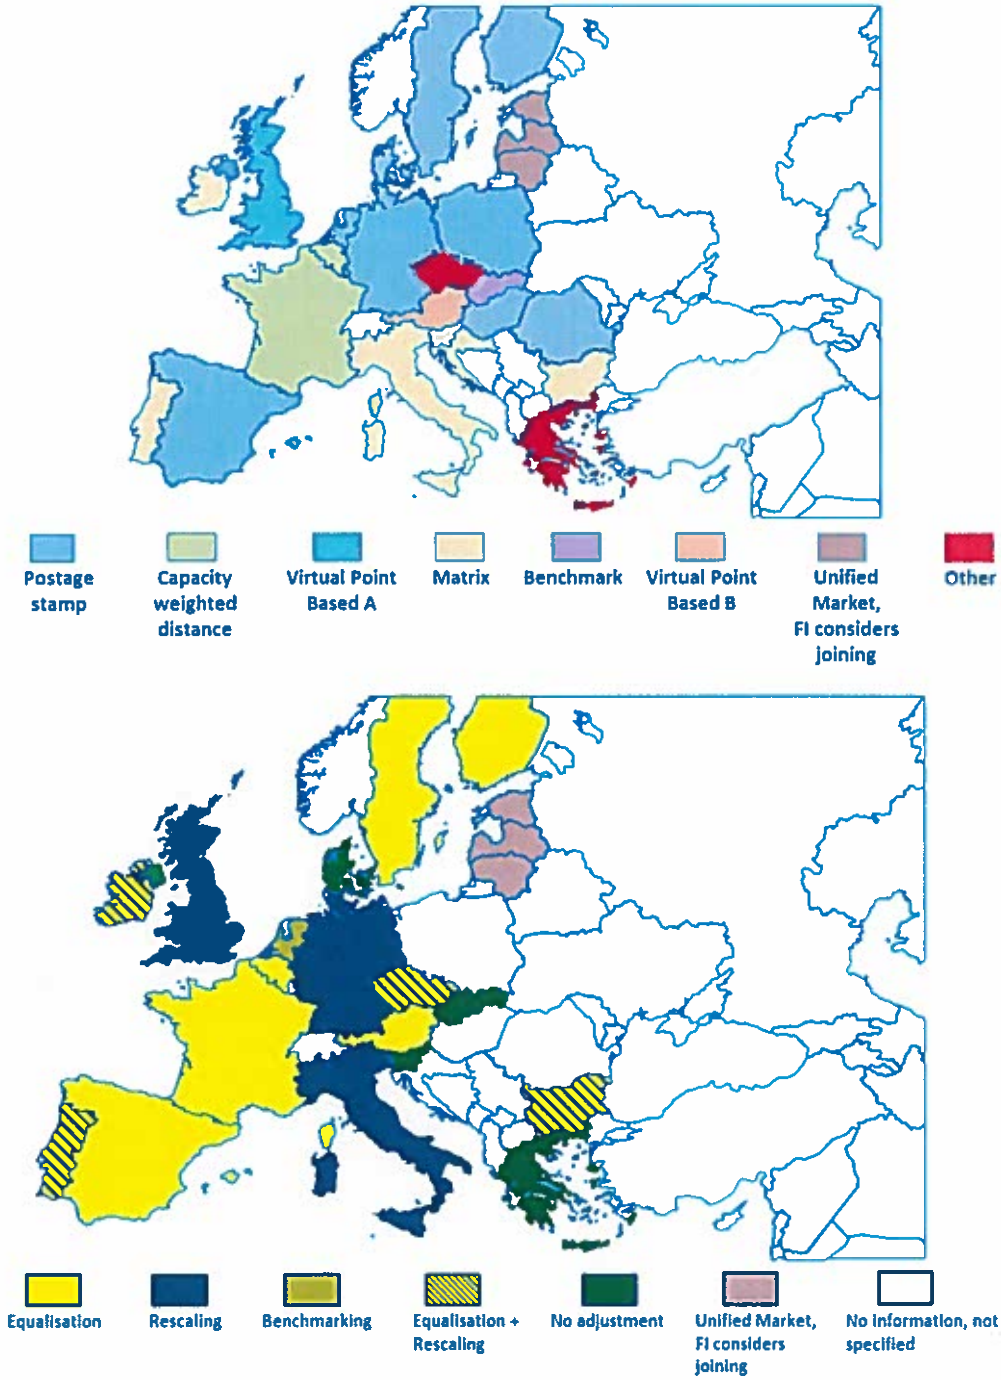 Postage
stamp
Capacity
weighted
distance
Virtual Point
Based A
Matrix
Benchmark
Virtual Point
Based B
Unified
Market,
FI considers
joining
Other
Equalisation
Rescaling
Benchmarking
Equalisation +
Rescaling
No adjustment
Unified Market,
FI considers
joining
No information, not
specified